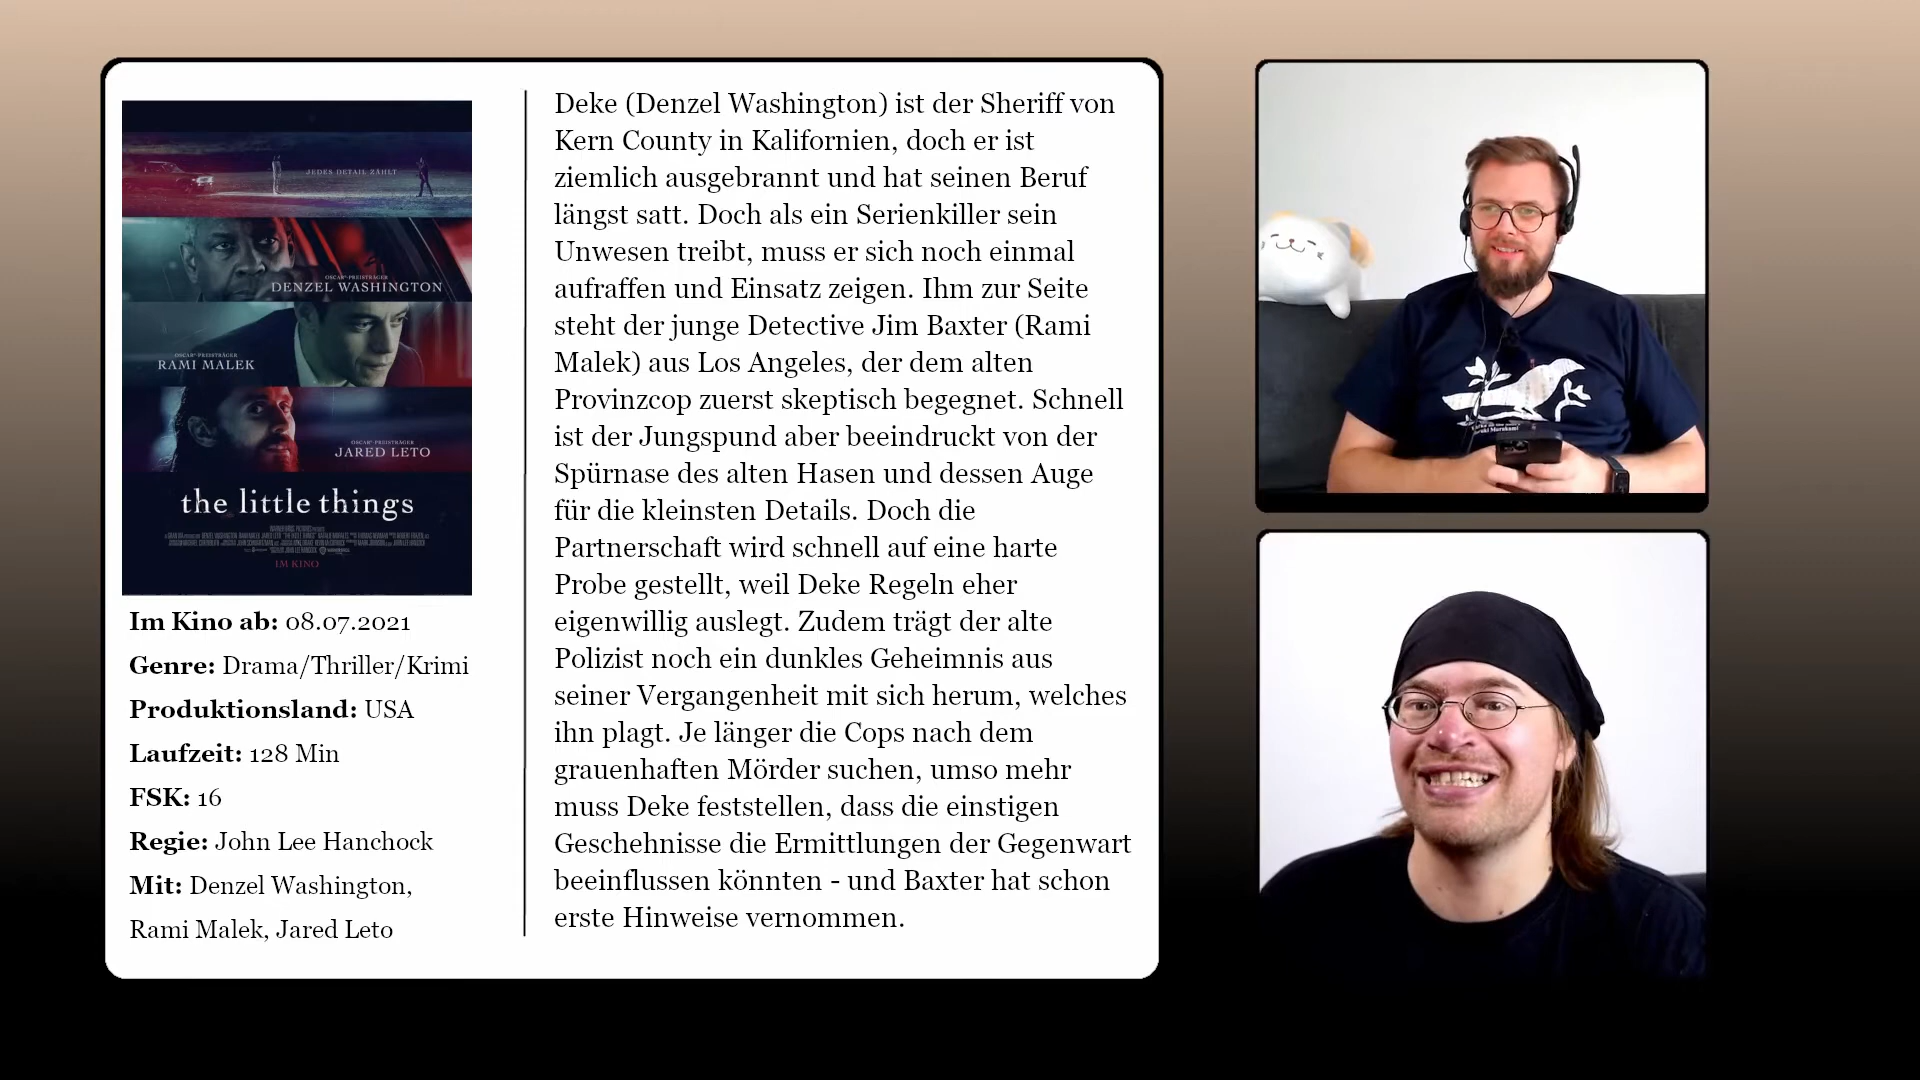 JEDES DETAIL ZÄHLT
OSCAR®-PREISTRÄGER
DENZEL WASHINGTON
OSCAR®-PREISTRÄGER
RAMI MALEK
OSCAR®-PREISTRÄGER
JARED LETO
the little things
IM KINO
Im Kino ab: 08.07.2021
Genre: Drama/Thriller/Krimi
Produktionsland: USA
Laufzeit: 128 Min
FSK: 16
Regie: John Lee Hanchock
Mit: Denzel Washington,
Rami Malek, Jared Leto
Deke (Denzel Washington) ist der Sheriff von
Kern County in Kalifornien, doch er ist
ziemlich ausgebrannt und hat seinen Beruf
längst satt. Doch als ein Serienkiller sein
Unwesen treibt, muss er sich noch einmal
aufraffen und Einsatz zeigen. Ihm zur Seite
steht der junge Detective Jim Baxter (Rami
Malek) aus Los Angeles, der dem alten
Provinzcop zuerst skeptisch begegnet. Schnell
ist der Jungspund aber beeindruckt von der
Spürnase des alten Hasen und dessen Auge
für die kleinsten Details. Doch die
Partnerschaft wird schnell auf eine harte
Probe gestellt, weil Deke Regeln eher
eigenwillig auslegt. Zudem trägt der alte
Polizist noch ein dunkles Geheimnis aus
seiner Vergangenheit mit sich herum, welches
ihn plagt. Je länger die Cops nach dem
grauenhaften Mörder suchen, umso mehr
muss Deke feststellen, dass die einstigen
Geschehnisse die Ermittlungen der Gegenwart
beeinflussen könnten - und Baxter hat schon
erste Hinweise vernommen.